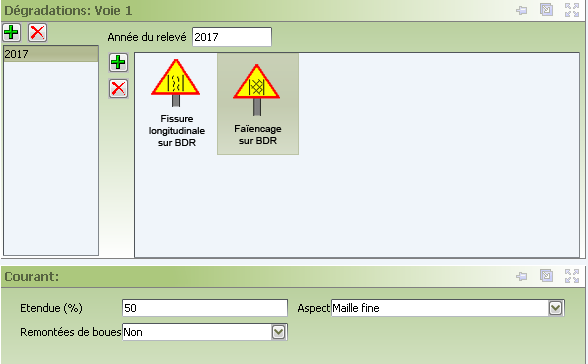 Dégradations: Voie 1
Année du relevé 2017
2017
Fissure
longitudinale
sur BDR
Faïencage
sur BDR
Courant:
Etendue (%) 50 Aspect Maille fine
Remontées de boues Non